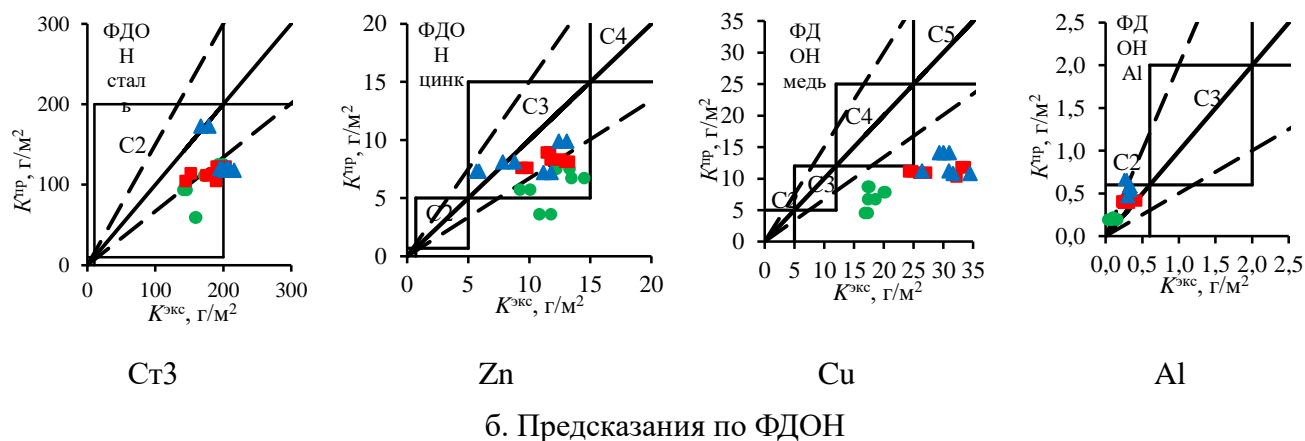 300
200
100
0
0
100
200
300
ФДО
Н
стал
ь
C2
Kпр, г/м2
Kэкс, г/м2
20
15
10
5
0
0
5
10
15
20
ФДО
Н
цинк
C4
C3
C2
Kпр, г/м2
Kэкс, г/м2
35
30
25
20
15
10
5
0
0
5
10
15
20
25
30
35
ФД
ОН
медь
C5
C4
C3
C2
Kпр, г/м2
Kэкс, г/м2
2,5
2,0
1,5
1,0
0,5
0,0
0,0
0,5
1,0
1,5
2,0
2,5
ФД
ОН
Al
C3
C2
Kпр, г/м2
Kэкс, г/м2
Ст3
Zn
Cu
Al
б. Предсказания по ФДОН